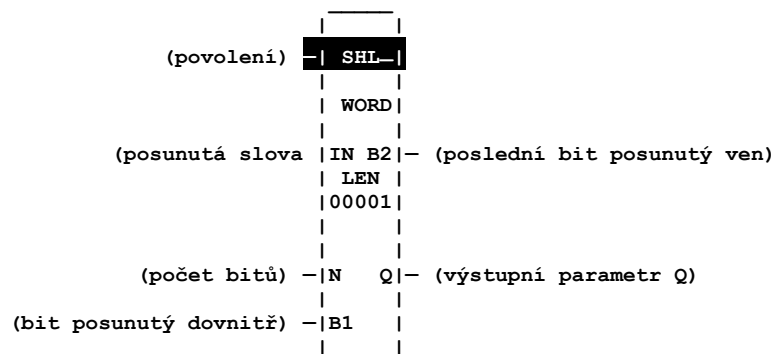 (povolení) SHL
WORD
(posunutá slova IN B2 (poslední bit posunutý ven)
LEN
00001
(počet bitů) N Q (výstupní parametr Q)
(bit posunutý dovnitř) B1